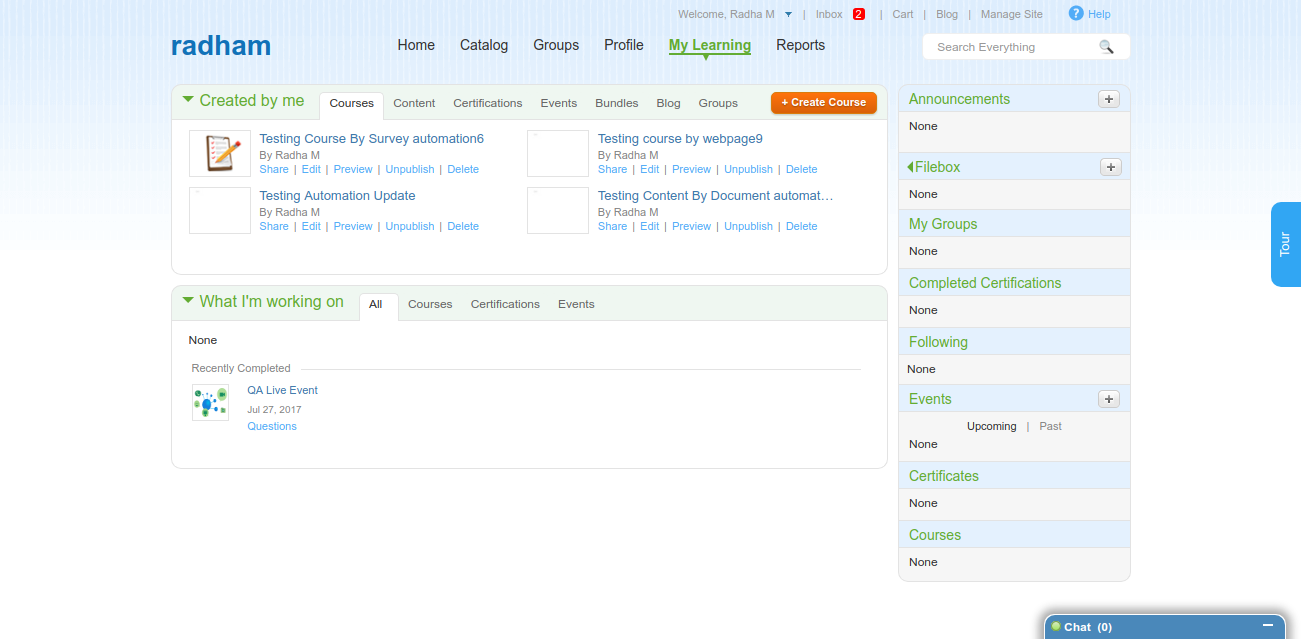 Welcome, Radha M | Inbox 2 | Cart | Blog | Manage Site ? Help
radham
Home Catalog Groups Profile My Learning Reports
Search Everything
Created by me Courses Content Certifications Events Bundles Blog Groups + Create Course
Testing Course By Survey automation6
By Radha M
Share | Edit | Preview | Unpublish | Delete
Testing course by webpage9
By Radha M
Share | Edit | Preview | Unpublish | Delete
Testing Automation Update
By Radha M
Share | Edit | Preview | Unpublish | Delete
Testing Content By Document automat…
By Radha M
Share | Edit | Preview | Unpublish | Delete
What I'm working on All Courses Certifications Events
None
Recently Completed
QA Live Event
Jul 27, 2017
Questions
Announcements +
None
Filebox +
None
My Groups
None
Completed Certifications
None
Following
None
Events +
Upcoming | Past
None
Certificates
None
Courses
None
Tour
Chat (0)